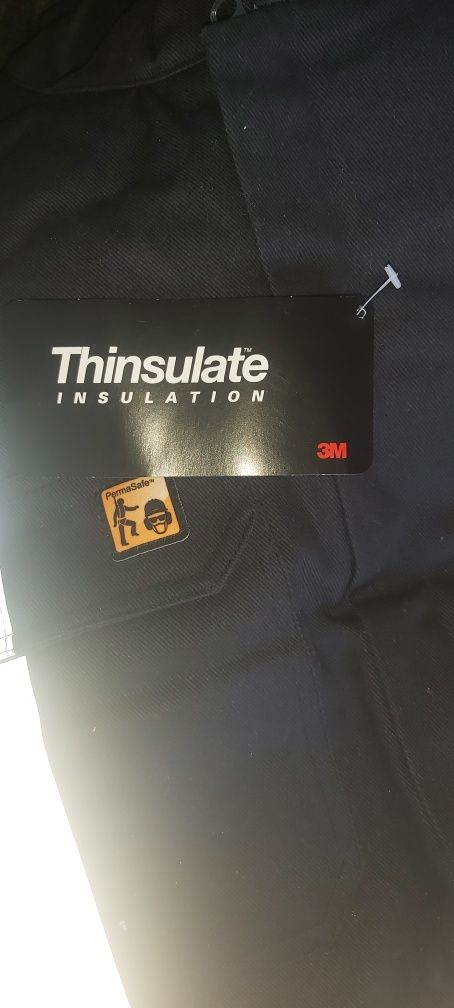 Thinsulate™
INSULATION
3M
PermaSafe™